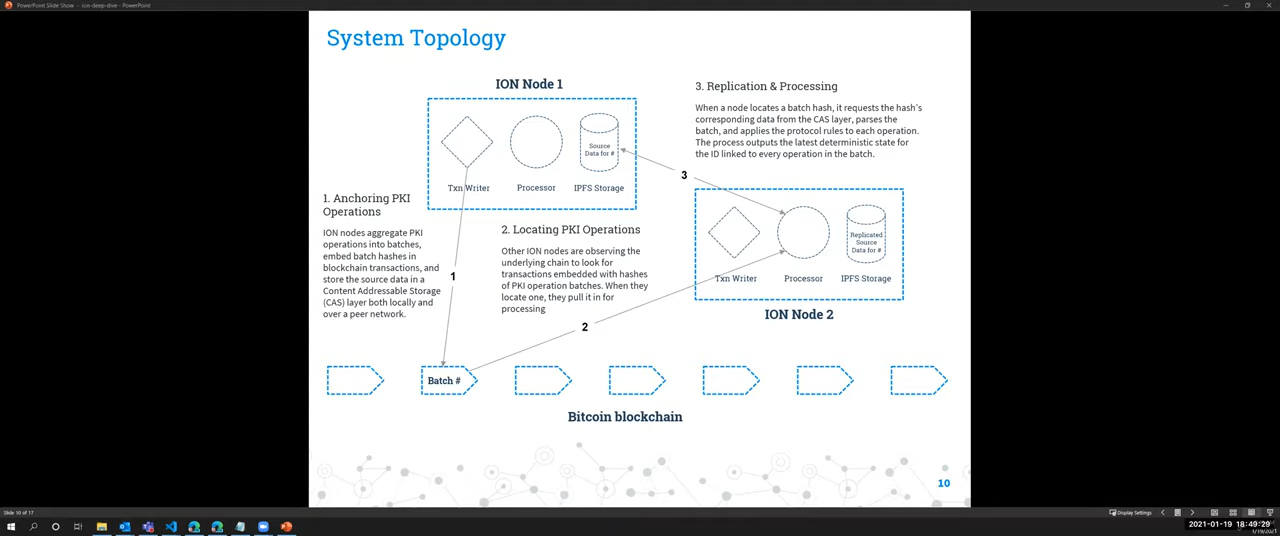 PowerPoint Slide Show - ion-deep-dive - PowerPoint
System Topology
ION Node 1
Source
Data for #
Txn Writer
Processor
IPFS Storage
1. Anchoring PKI
Operations
ION nodes aggregate PKI
operations into batches,
embed batch hashes in
blockchain transactions, and
store the source data in a
Content Addressable Storage
(CAS) layer both locally and
over a peer network.
1
2. Locating PKI Operations
Other ION nodes are observing the
underlying chain to look for
transactions embedded with hashes
of PKI operation batches. When they
locate one, they pull it in for
processing
2
3. Replication & Processing
When a node locates a batch hash, it requests the hash's
corresponding data from the CAS layer, parses the
batch, and applies the protocol rules to each operation.
The process outputs the latest deterministic state for
the ID linked to every operation in the batch.
3
Replicated
Source
Data for #
Txn Writer
Processor
IPFS Storage
ION Node 2
Batch #
Bitcoin blockchain
10
Slide 10 of 17
Display Settings
2021-01-19 18:49:29
1/19/2021